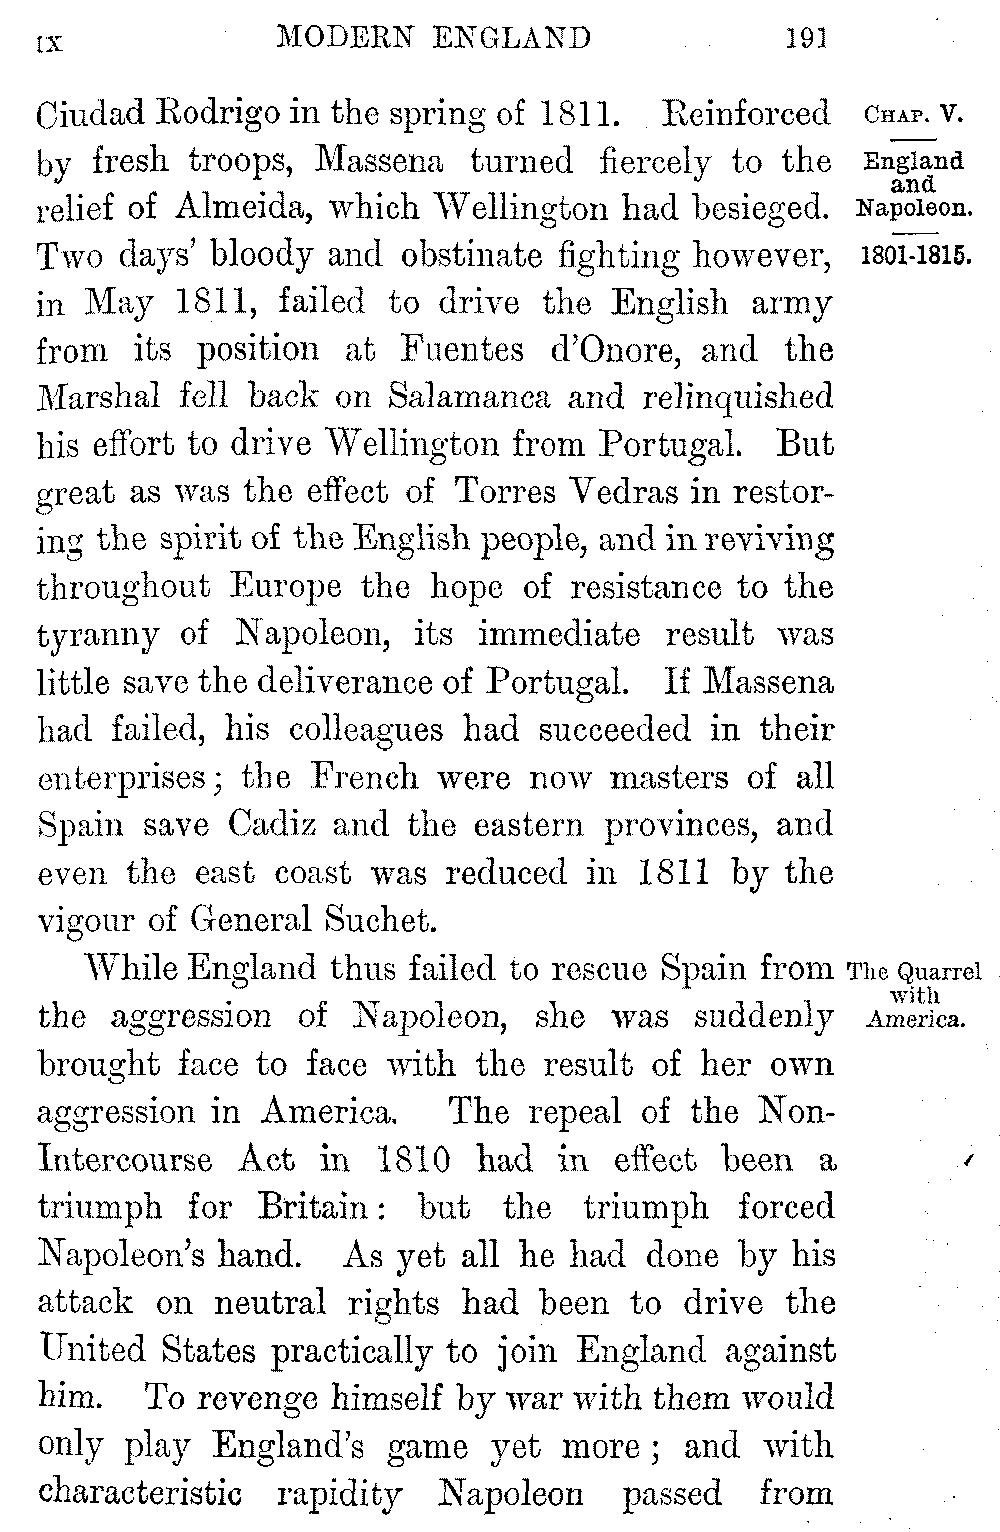 IX MODERN ENGLAND 191
Ciudad Rodrigo in the spring of 1811. Reinforced
by fresh troops, Massena turned fiercely to the
relief of Almeida, which Wellington had besieged.
Two days' bloody and obstinate fighting however,
in May 1811, failed to drive the English army
from its position at Fuentes d'Onore, and the
Marshal fell back on Salamanca and relinquished
his effort to drive Wellington from Portugal. But
great as was the effect of Torres Vedras in restor-
ing the spirit of the English people, and in reviving
throughout Europe the hope of resistance to the
tyranny of Napoleon, its immediate result was
little save the deliverance of Portugal. If Massena
had failed, his colleagues had succeeded in their
enterprises; the French were now masters of all
Spain save Cadiz and the eastern provinces, and
even the east coast was reduced in 1811 by the
vigour of General Suchet.
While England thus failed to rescue Spain from
the aggression of Napoleon, she was suddenly
brought face to face with the result of her own
aggression in America. The repeal of the Non-
Intercourse Act in 1810 had in effect been a
triumph for Britain: but the triumph forced
Napoleon's hand. As yet all he had done by his
attack on neutral rights had been to drive the
United States practically to join England against
him. To revenge himself by war with them would
only play England's game yet more; and with
characteristic rapidity Napoleon passed from
CHAP. V.
England
and
Napoleon.
1801-1815.
The Quarrel
with
America.